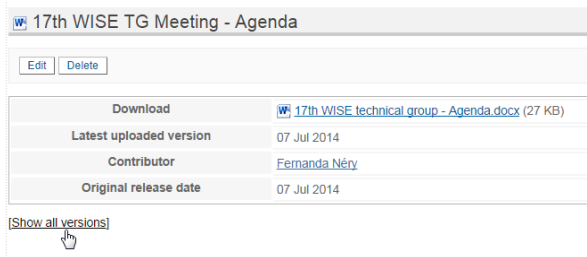 17th WISE TG Meeting - Agenda
Edit Delete
Download 17th WISE technical group - Agenda.docx (27 KB)
Latest uploaded version 07 Jul 2014
Contributor Fernanda Néry
Original release date 07 Jul 2014
[Show all versions]